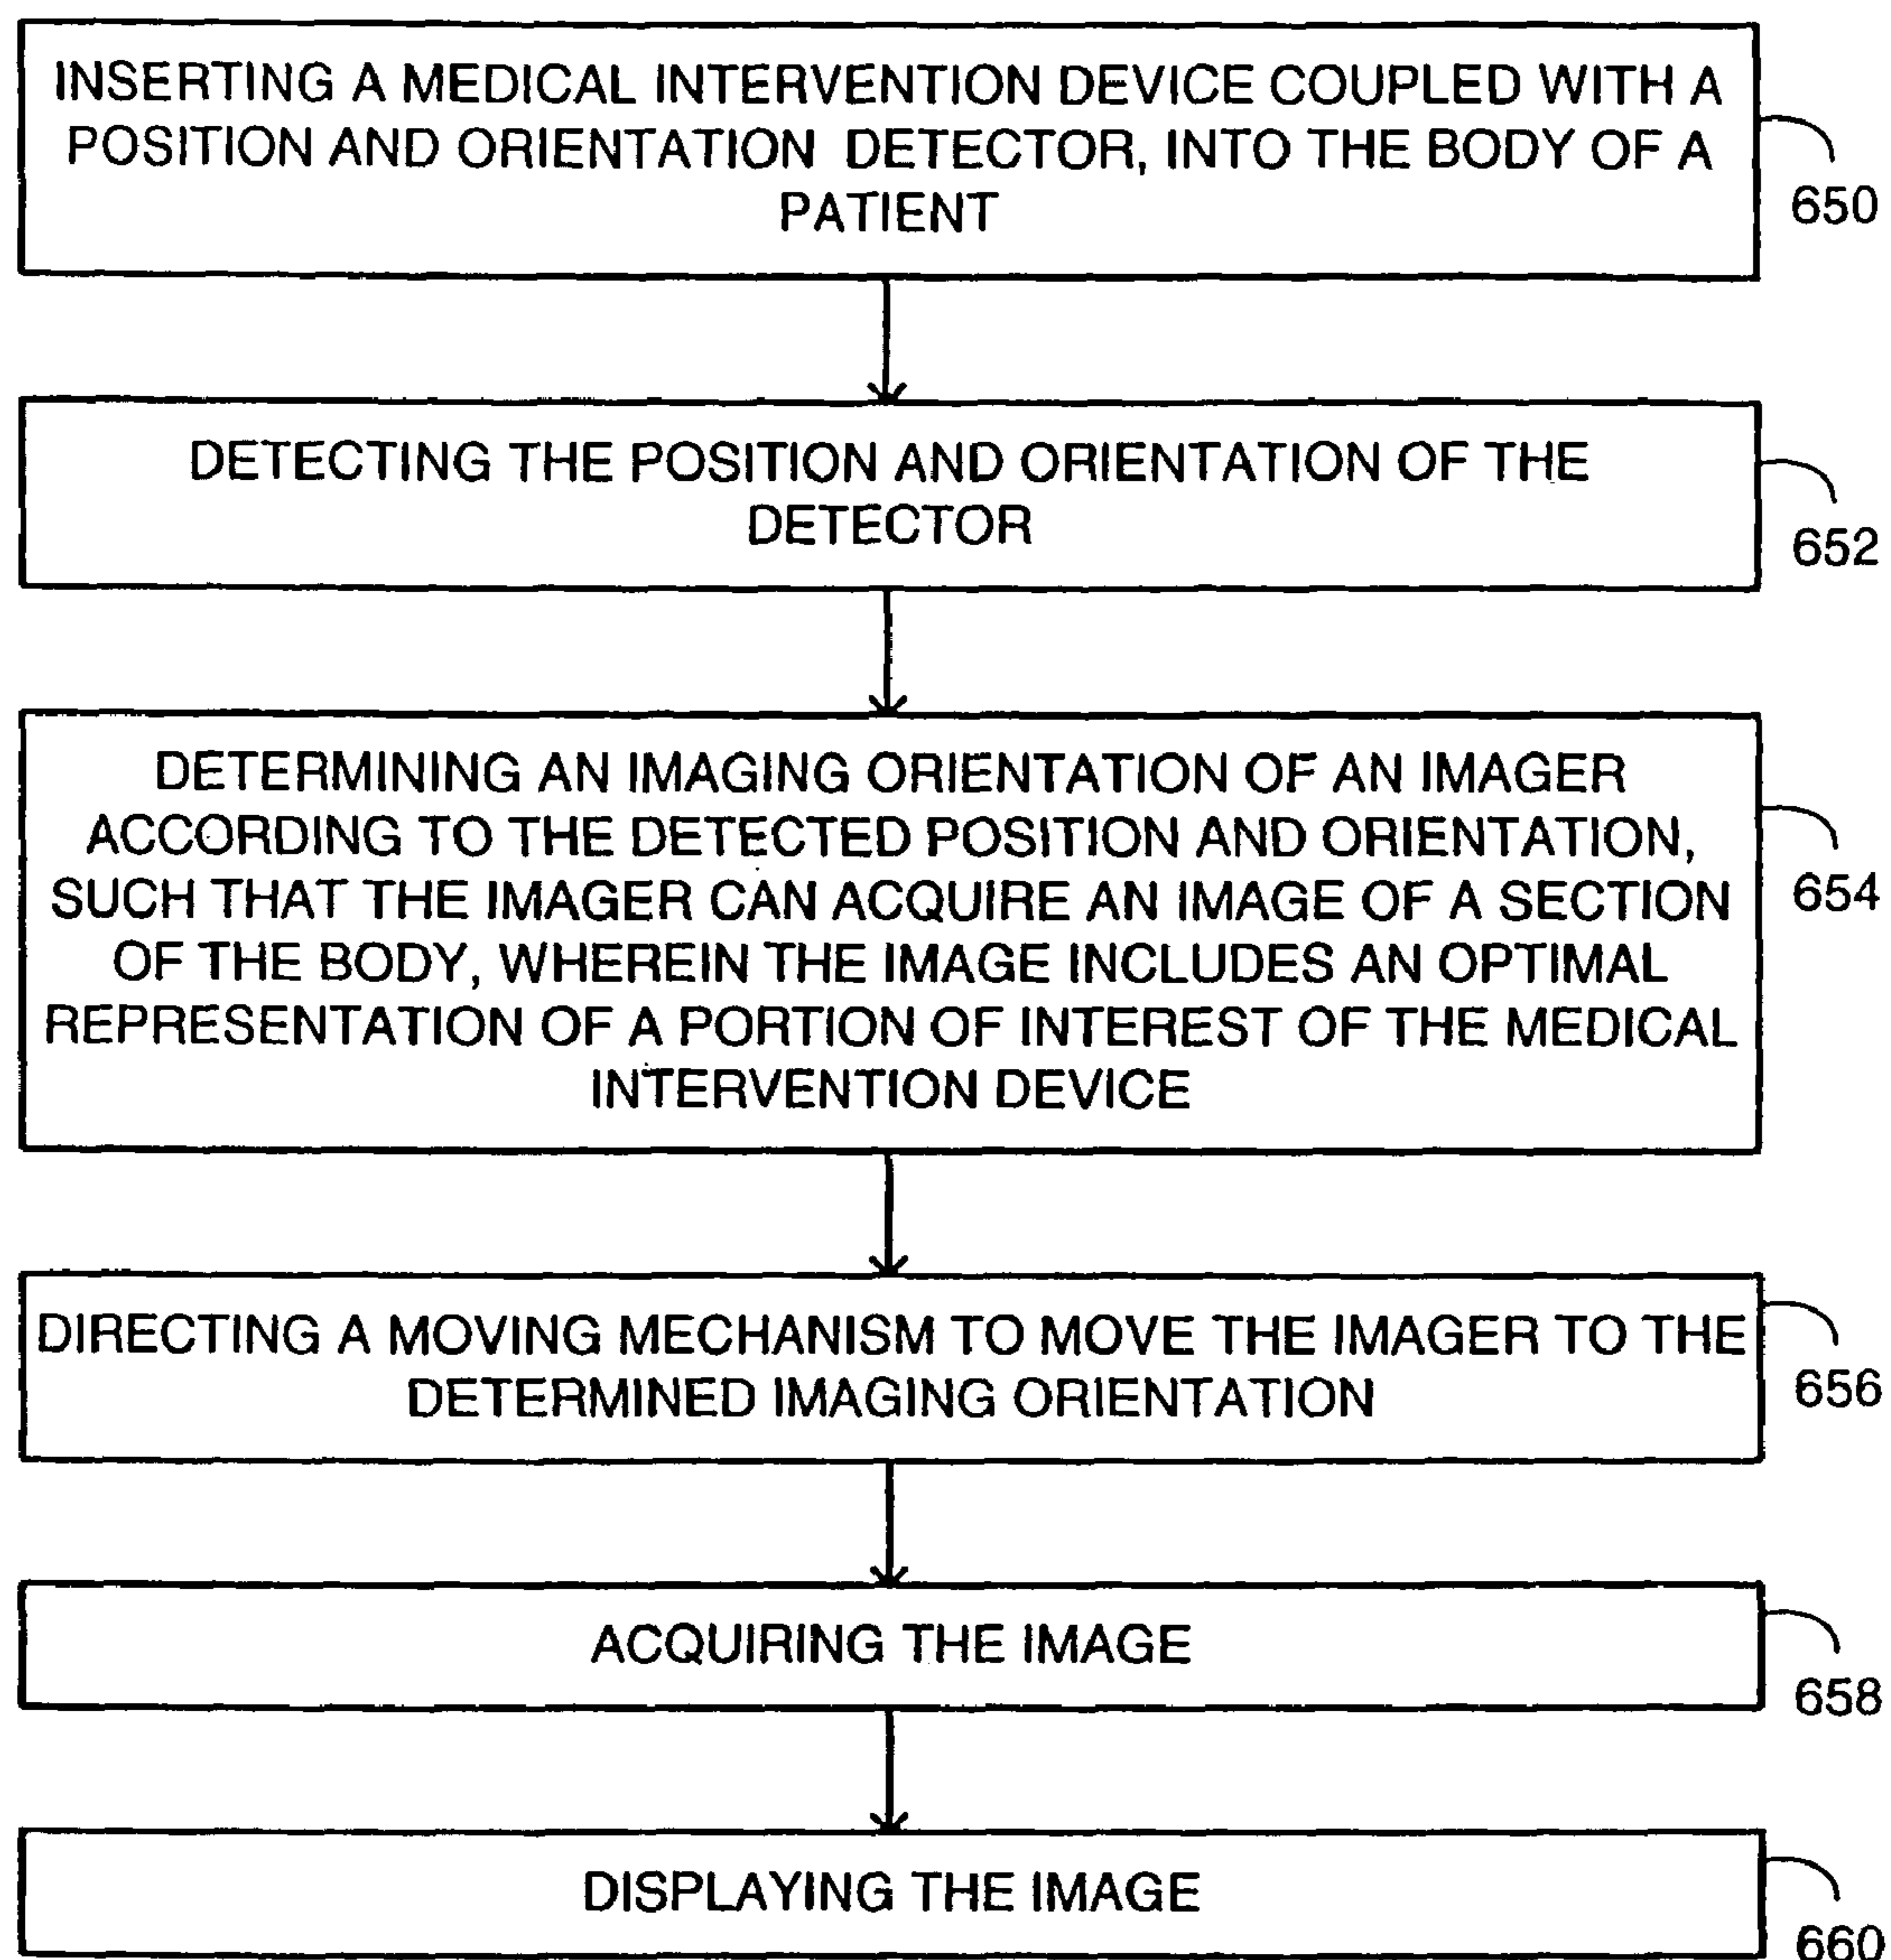 INSERTING A MEDICAL INTERVENTION DEVICE COUPLED WITH A
POSITION AND ORIENTATION DETECTOR, INTO THE BODY OF A
PATIENT
650
DETECTING THE POSITION AND ORIENTATION OF THE
DETECTOR
652
DETERMINING AN IMAGING ORIENTATION OF AN IMAGER
ACCORDING TO THE DETECTED POSITION AND ORIENTATION,
SUCH THAT THE IMAGER CAN ACQUIRE AN IMAGE OF A SECTION
OF THE BODY, WHEREIN THE IMAGE INCLUDES AN OPTIMAL
REPRESENTATION OF A PORTION OF INTEREST OF THE MEDICAL
INTERVENTION DEVICE
654
DIRECTING A MOVING MECHANISM TO MOVE THE IMAGER TO THE
DETERMINED IMAGING ORIENTATION
656
ACQUIRING THE IMAGE
658
DISPLAYING THE IMAGE
660